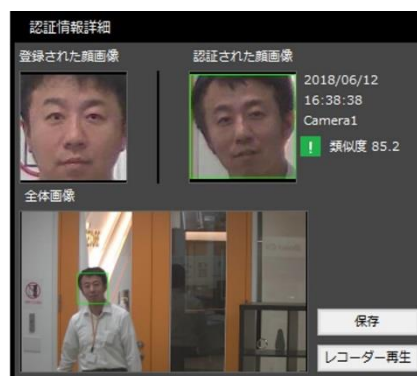 認証情報詳細
登録された顔画像
認証された顔画像
2018/06/12
16:38:38
Camera1
! 類似度 85.2
全体画像
保存
レコーダー再生